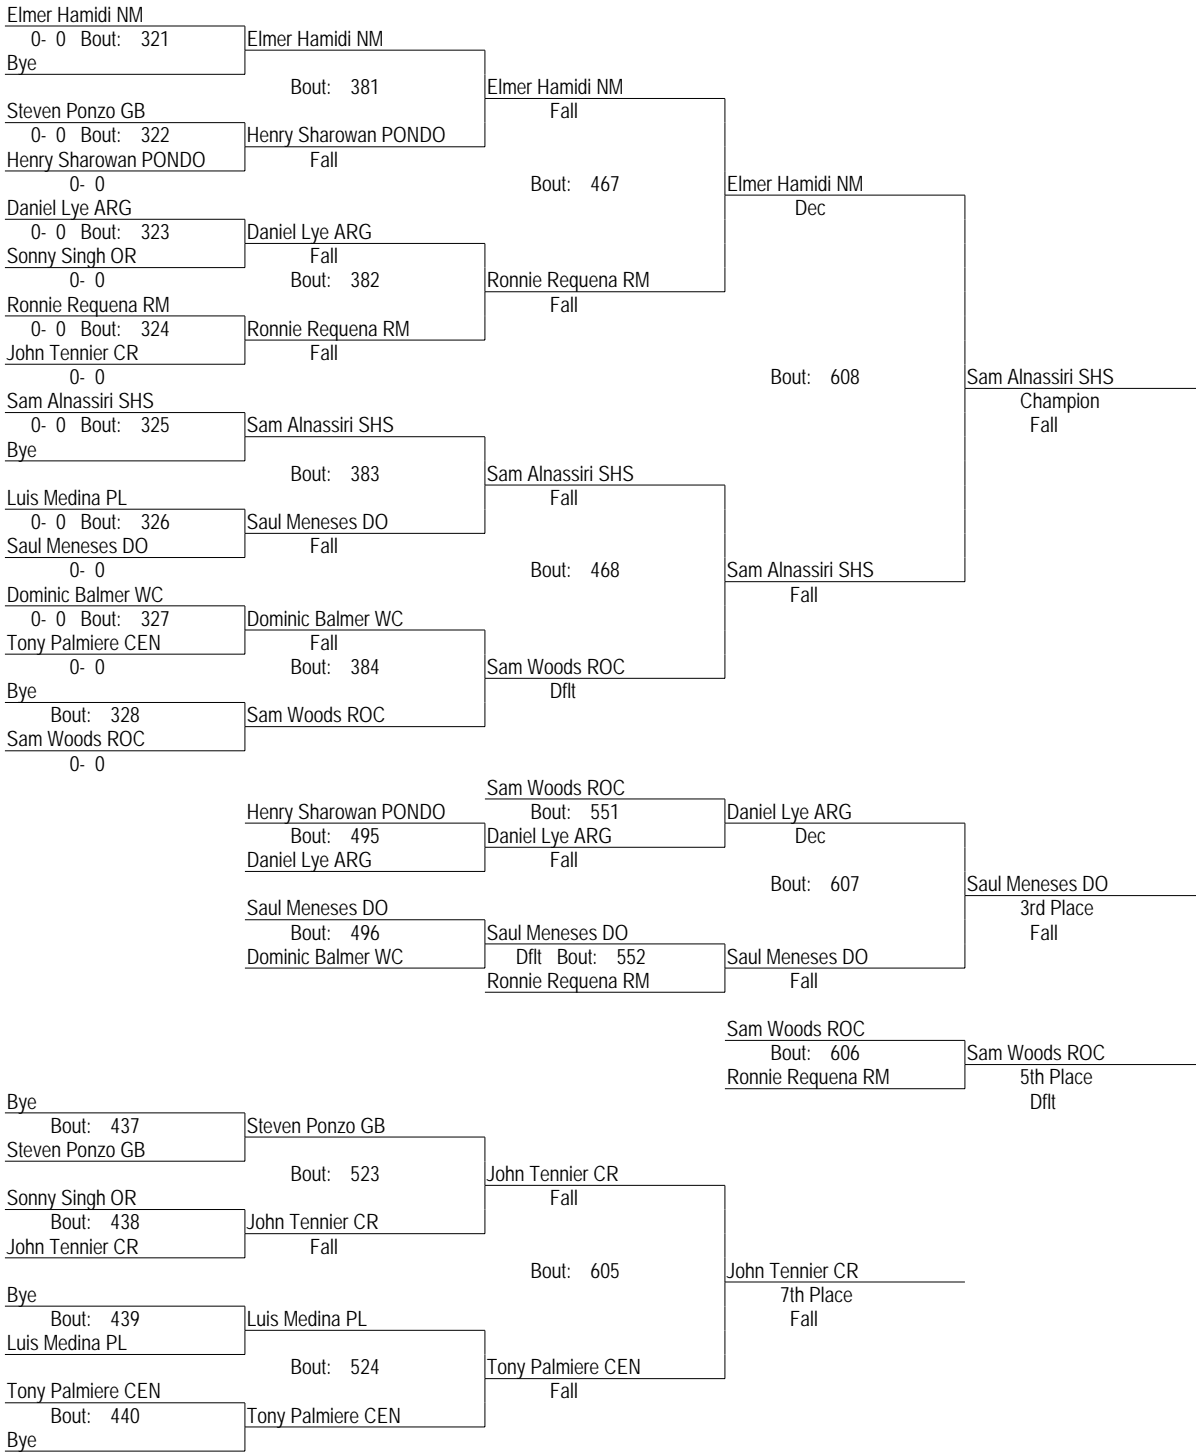 Elmer Hamidi NM
0- 0 Bout: 321 Elmer Hamidi NM
Bye
Bout: 381 Elmer Hamidi NM
Steven Ponzo GB Fall
0- 0 Bout: 322 Henry Sharowan PONDO
Henry Sharowan PONDO Fall
0- 0 Bout: 467 Elmer Hamidi NM
Daniel Lye ARG Dec
0- 0 Bout: 323 Daniel Lye ARG
Sonny Singh OR Fall
0- 0 Bout: 382 Ronnie Requena RM
Ronnie Requena RM Fall
0- 0 Bout: 324 Ronnie Requena RM
John Tennier CR Fall
0- 0 Bout: 608 Sam Alnassiri SHS
Sam Alnassiri SHS Champion
0- 0 Bout: 325 Sam Alnassiri SHS Fall
Bye
Bout: 383 Sam Alnassiri SHS
Luis Medina PL Fall
0- 0 Bout: 326 Saul Meneses DO
Saul Meneses DO Fall
0- 0 Bout: 468 Sam Alnassiri SHS
Dominic Balmer WC Fall
0- 0 Bout: 327 Dominic Balmer WC
Tony Palmiere CEN Fall
0- 0 Bout: 384 Sam Woods ROC
Bye Dflt
Bout: 328 Sam Woods ROC
Sam Woods ROC
0- 0
Sam Woods ROC
Henry Sharowan PONDO Bout: 551 Daniel Lye ARG
Bout: 495 Daniel Lye ARG Dec
Daniel Lye ARG Fall
Bout: 607 Saul Meneses DO
Saul Meneses DO 3rd Place
Bout: 496 Saul Meneses DO Fall
Dominic Balmer WC Dflt Bout: 552 Saul Meneses DO
Ronnie Requena RM Fall
Sam Woods ROC
Bout: 606 Sam Woods ROC
Ronnie Requena RM 5th Place
Bye Dflt
Bout: 437 Steven Ponzo GB
Steven Ponzo GB
Bout: 523 John Tennier CR
Sonny Singh OR Fall
Bout: 438 John Tennier CR
John Tennier CR Fall
Bout: 605 John Tennier CR
Bye 7th Place
Bout: 439 Luis Medina PL Fall
Luis Medina PL
Bout: 524 Tony Palmiere CEN
Tony Palmiere CEN Fall
Bout: 440 Tony Palmiere CEN
Bye